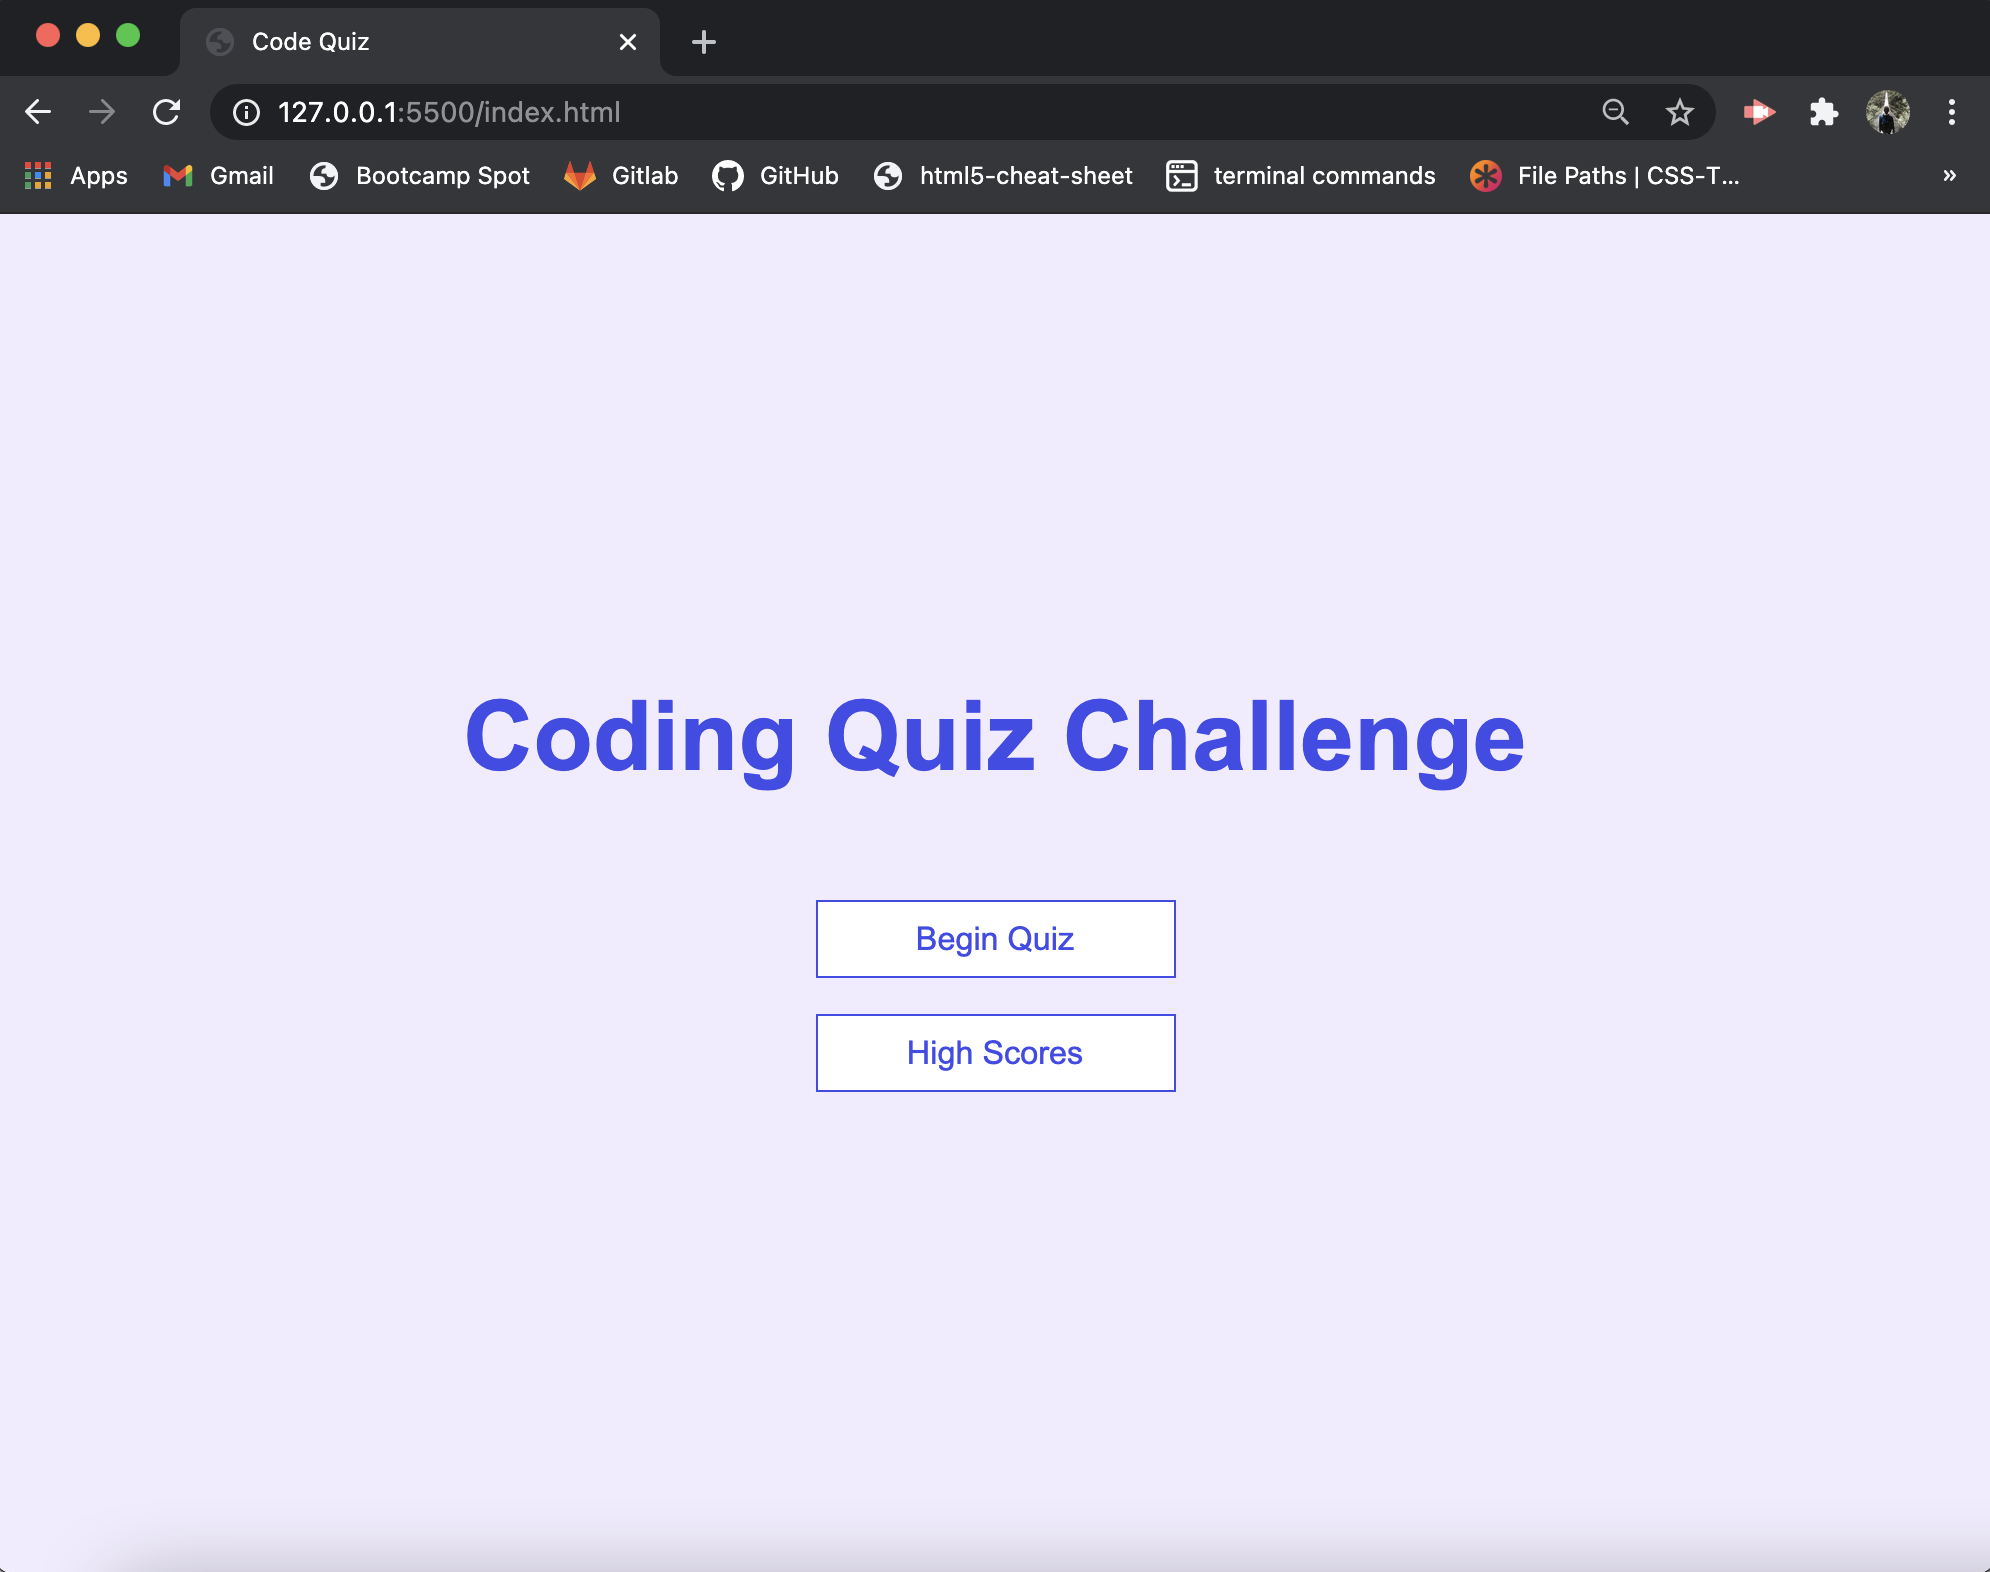 Code Quiz
127.0.0.1:5500/index.html
Apps Gmail Bootcamp Spot Gitlab GitHub html5-cheat-sheet terminal commands File Paths | CSS-T... »
Coding Quiz Challenge
Begin Quiz
High Scores